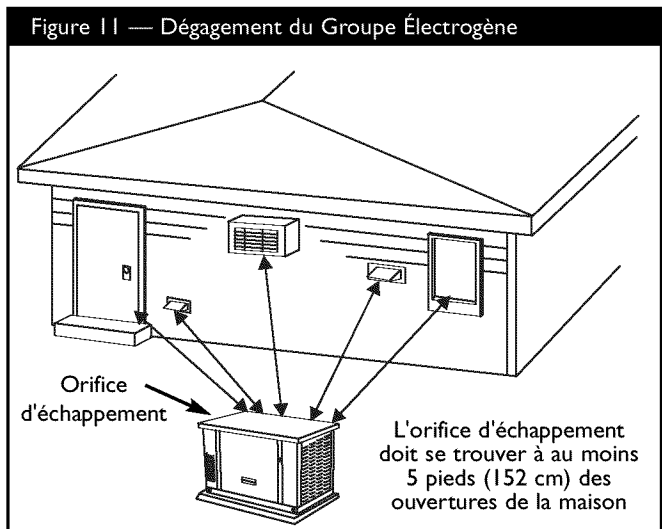 Figure 11 — Dégagement du Groupe Électrogène
Orifice
d'échappement
L'orifice d'échappement
doit se trouver à au moins
5 pieds (152 cm) des
ouvertures de la maison